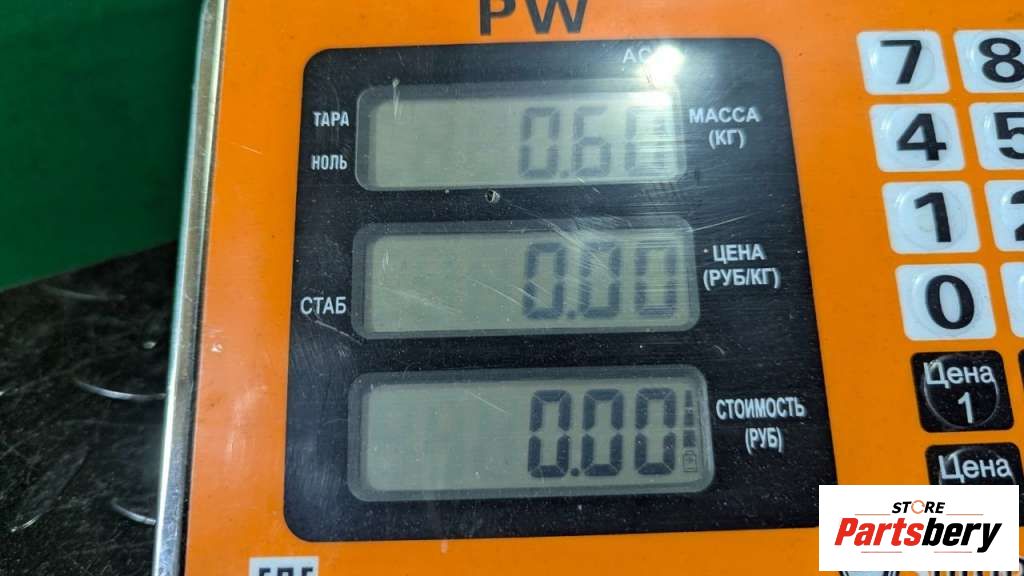 PW
AC
ТАРА
0.60
МАССА
(КГ)
НОЛЬ
0.00
ЦЕНА
(РУБ/КГ)
СТАБ
0.00
СТОИМОСТЬ
(РУБ)
7 8
4 5
1 2
0
Цена
1
Цена
STORE
Partsbery